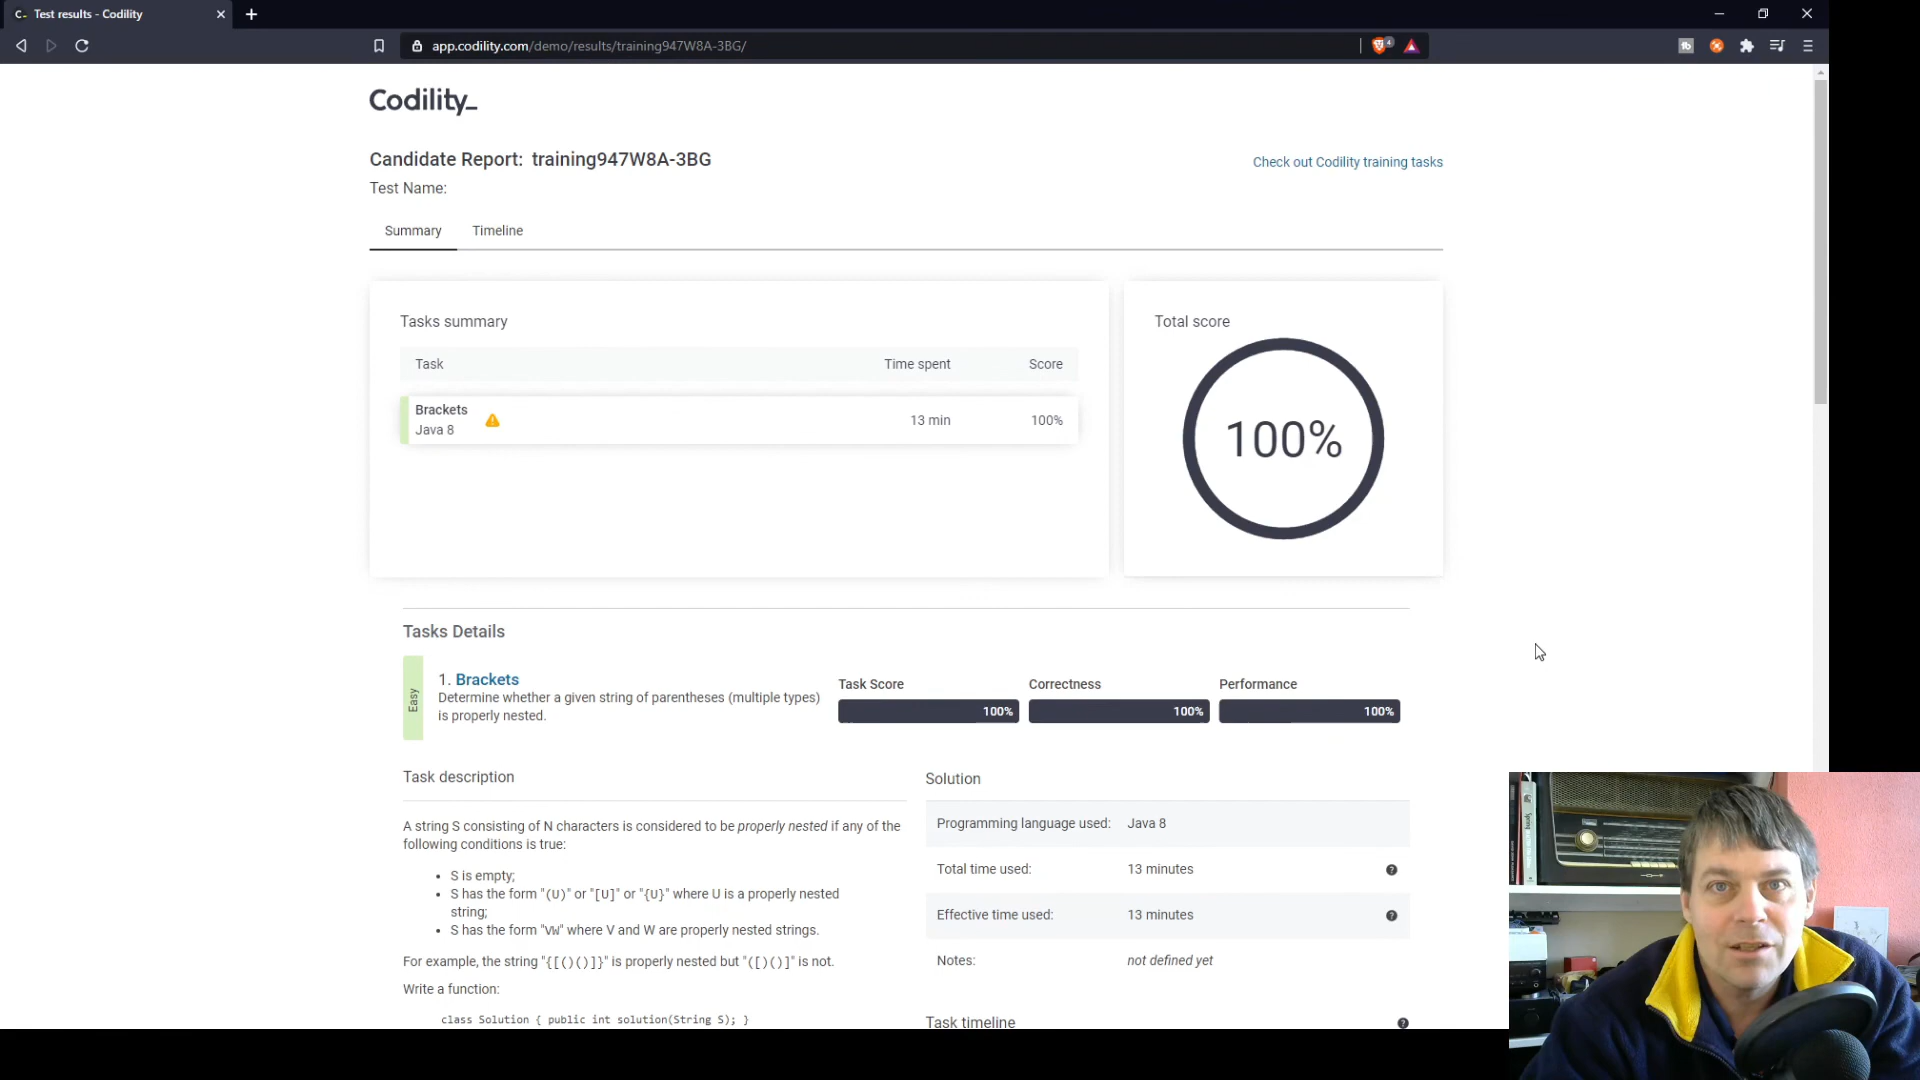 Test results - Codility
app.codility.com/demo/results/training947W8A-3BG/
4
Codility_
Candidate Report: training947W8A-3BG
Check out Codility training tasks
Test Name:
Summary
Timeline
Tasks summary
Task
Time spent
Score
Brackets
Java 8
13 min
100%
Total score
100%
Tasks Details
Easy
1. Brackets
Determine whether a given string of parentheses (multiple types)
is properly nested.
Task Score
100%
Correctness
100%
Performance
100%
Task description
A string S consisting of N characters is considered to be properly nested if any of the
following conditions is true:
• S is empty;
• S has the form "(U)" or "[U]" or "{U}" where U is a properly nested
string;
• S has the form "VW" where V and W are properly nested strings.
For example, the string "{[()()]}" is properly nested but "([)()]" is not.
Write a function:
class Solution { public int solution(String S); }
Solution
Programming language used: Java 8
Total time used: 13 minutes
Effective time used: 13 minutes
Notes: not defined yet
Task timeline